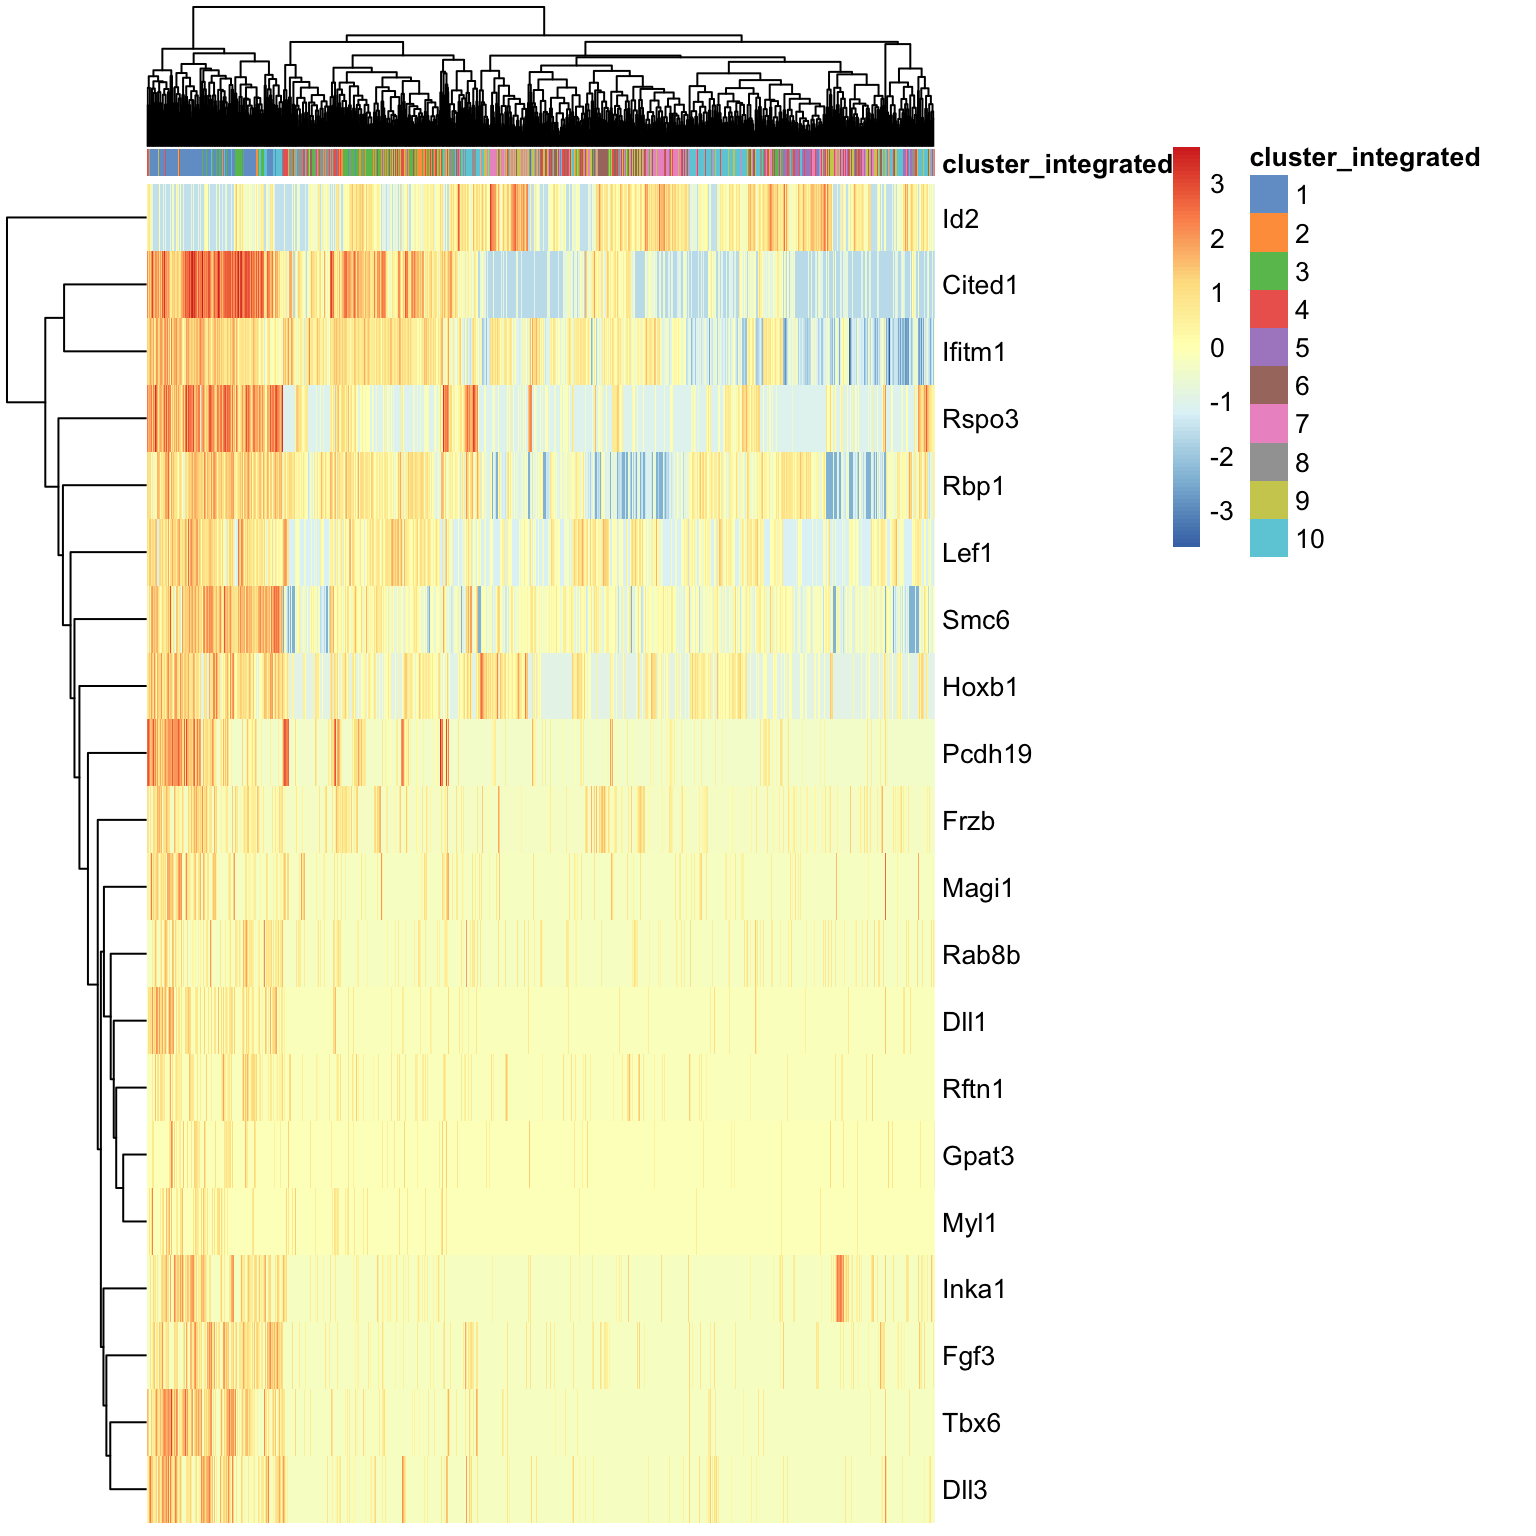 cluster_integrated
Id2
Cited1
Ifitm1
Rspo3
Rbp1
Lef1
Smc6
Hoxb1
Pcdh19
Frzb
Magi1
Rab8b
Dll1
Rftn1
Gpat3
Myl1
Inka1
Fgf3
Tbx6
Dll3
3
2
1
0
-1
-2
-3
cluster_integrated
1
2
3
4
5
6
7
8
9
10